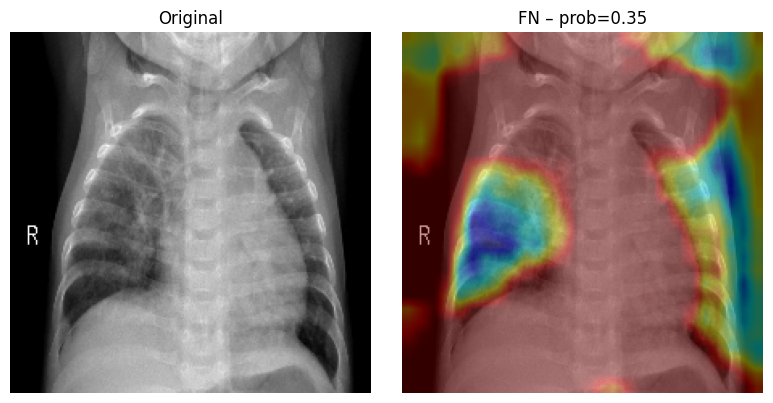 Original
FN – prob=0.35
R
R